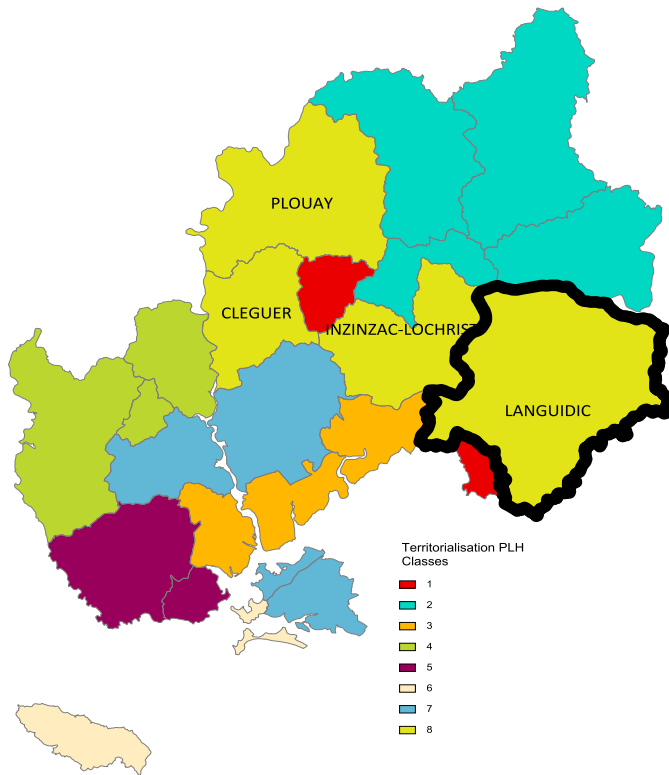 PLOUAY
CLEGUER
INZINZAC-LOCHRIST
LANGUIDIC
Territorialisation PLH
Classes
1
2
3
4
5
6
7
8